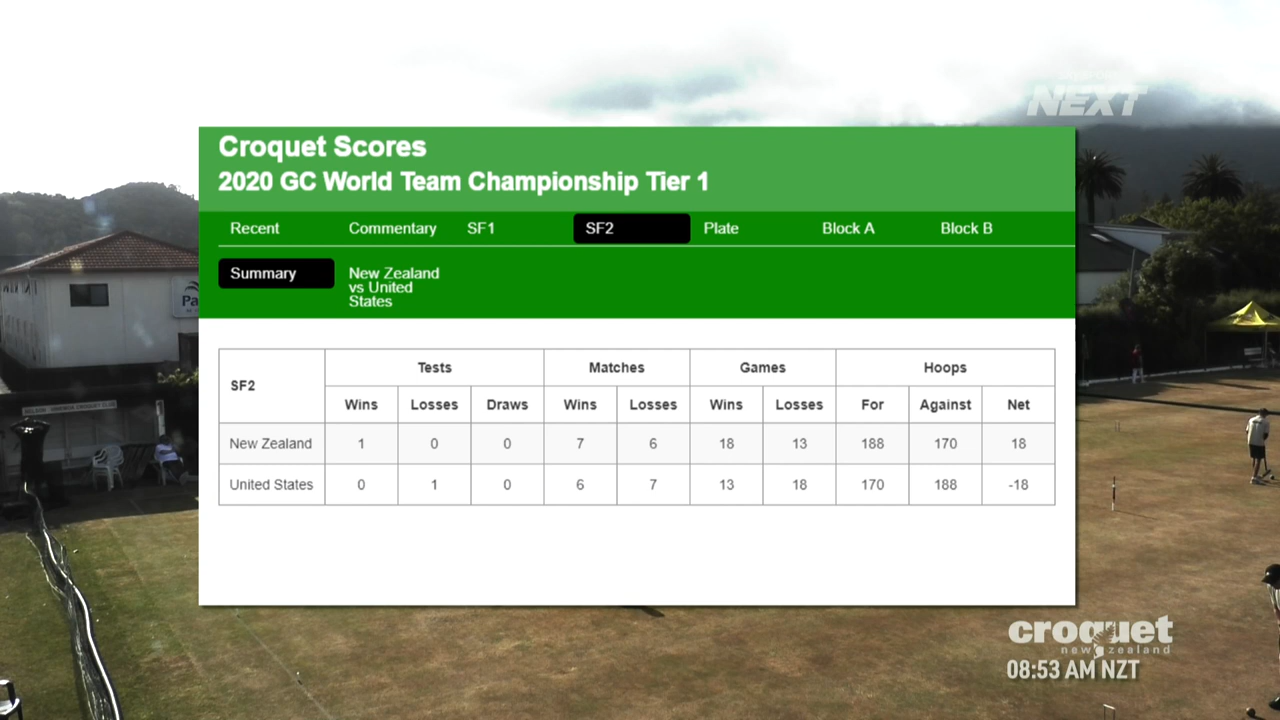 NEXT
Croquet Scores
2020 GC World Team Championship Tier 1
Recent Commentary SF1 SF2 Plate Block A Block B
Summary
New Zealand
vs United
States
SF2 Tests Matches Games Hoops
Wins Losses Draws Wins Losses Wins Losses For Against Net
New Zealand 1 0 0 7 6 18 13 188 170 18
United States 0 1 0 6 7 13 18 170 188 -18
croquet
new zealand
08:53 AM NZT